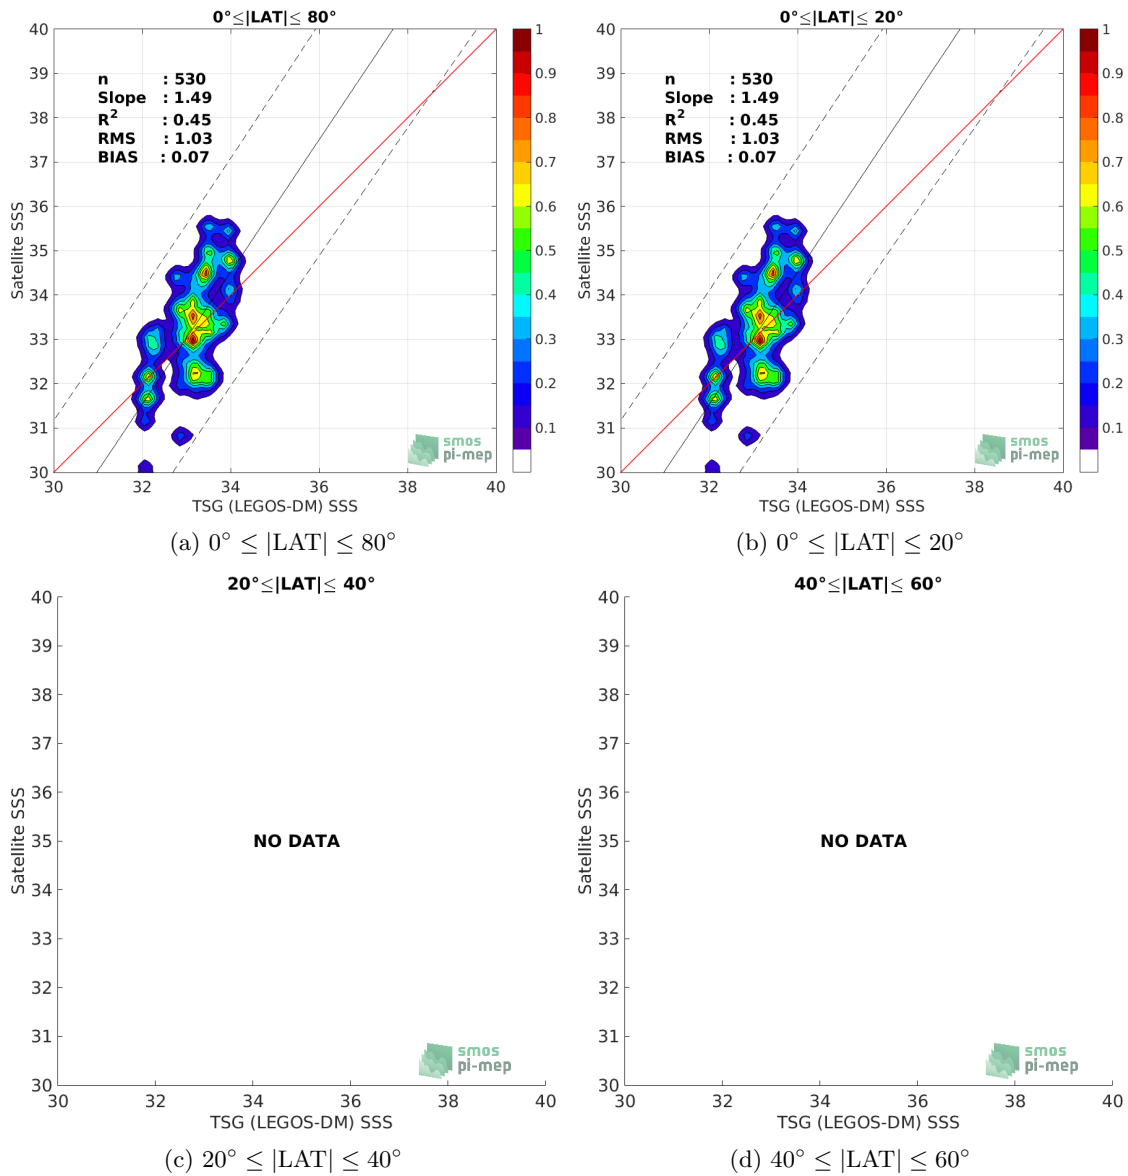 0°≤|LAT|≤ 80°
40
39
38
37
36
35
34
33
32
31
30
Satellite SSS
n : 530
Slope : 1.49
R² : 0.45
RMS : 1.03
BIAS : 0.07
smos
pi-mep
30 32 34 36 38 40
TSG (LEGOS-DM) SSS
1
0.9
0.8
0.7
0.6
0.5
0.4
0.3
0.2
0.1
(a) 0° ≤ |LAT| ≤ 80°
0°≤|LAT|≤ 20°
40
39
38
37
36
35
34
33
32
31
30
Satellite SSS
n : 530
Slope : 1.49
R² : 0.45
RMS : 1.03
BIAS : 0.07
smos
pi-mep
30 32 34 36 38 40
TSG (LEGOS-DM) SSS
1
0.9
0.8
0.7
0.6
0.5
0.4
0.3
0.2
0.1
(b) 0° ≤ |LAT| ≤ 20°
20°≤|LAT|≤ 40°
40
39
38
37
36
35
34
33
32
31
30
Satellite SSS
NO DATA
smos
pi-mep
30 32 34 36 38 40
TSG (LEGOS-DM) SSS
(c) 20° ≤ |LAT| ≤ 40°
40°≤|LAT|≤ 60°
40
39
38
37
36
35
34
33
32
31
30
Satellite SSS
NO DATA
smos
pi-mep
30 32 34 36 38 40
TSG (LEGOS-DM) SSS
(d) 40° ≤ |LAT| ≤ 60°